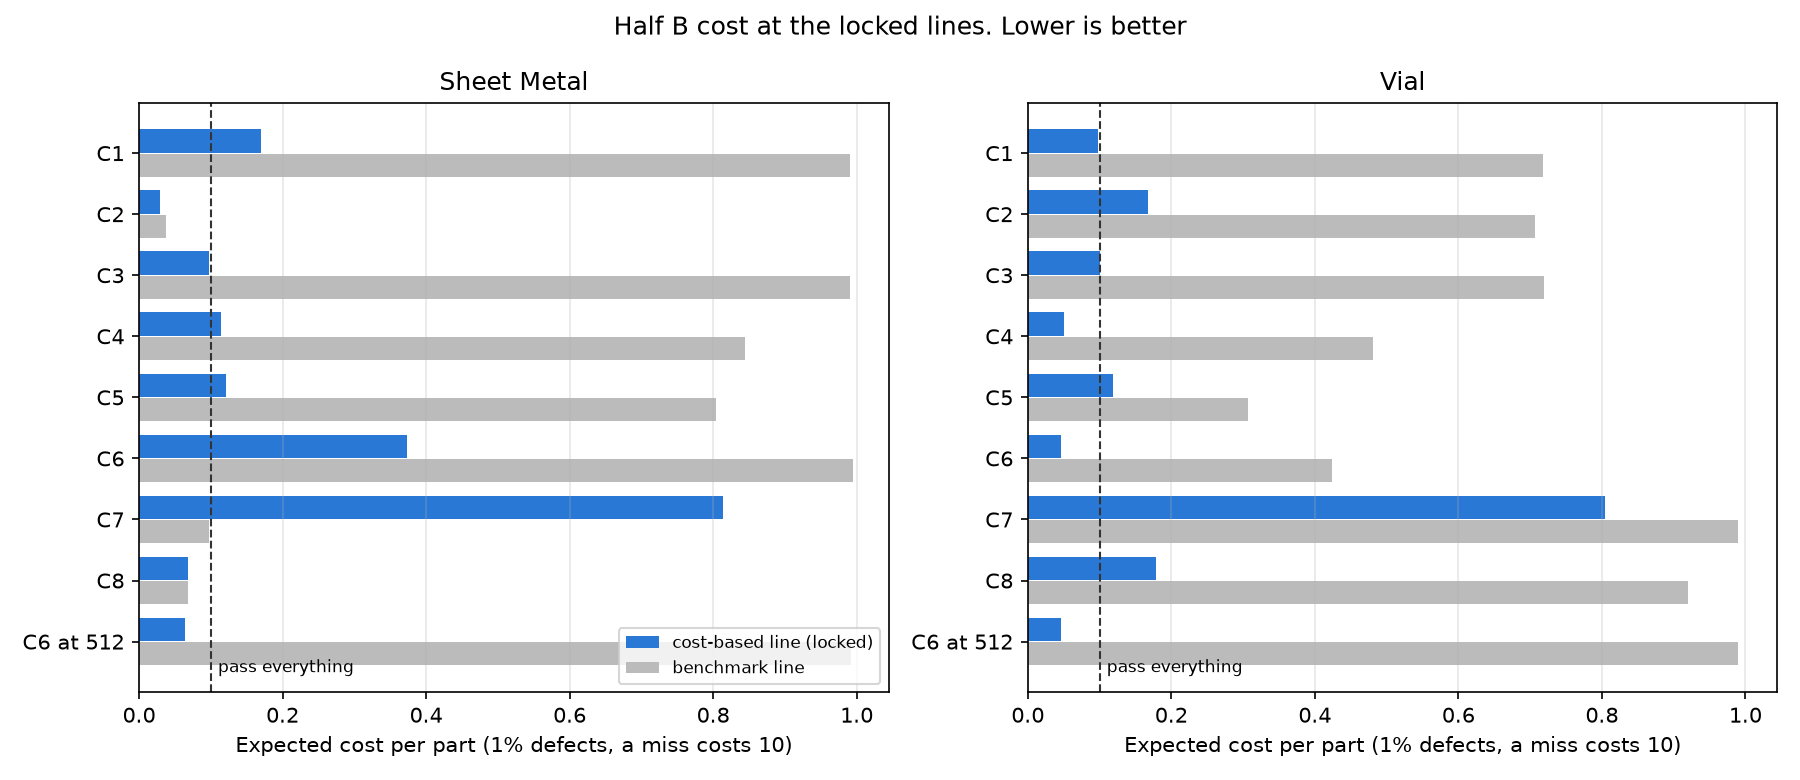 Half B cost at the locked lines. Lower is better
Sheet Metal
C1
C2
C3
C4
C5
C6
C7
C8
C6 at 512
pass everything
cost-based line (locked)
benchmark line
0.0 0.2 0.4 0.6 0.8 1.0
Expected cost per part (1% defects, a miss costs 10)
Vial
C1
C2
C3
C4
C5
C6
C7
C8
C6 at 512
pass everything
0.0 0.2 0.4 0.6 0.8 1.0
Expected cost per part (1% defects, a miss costs 10)